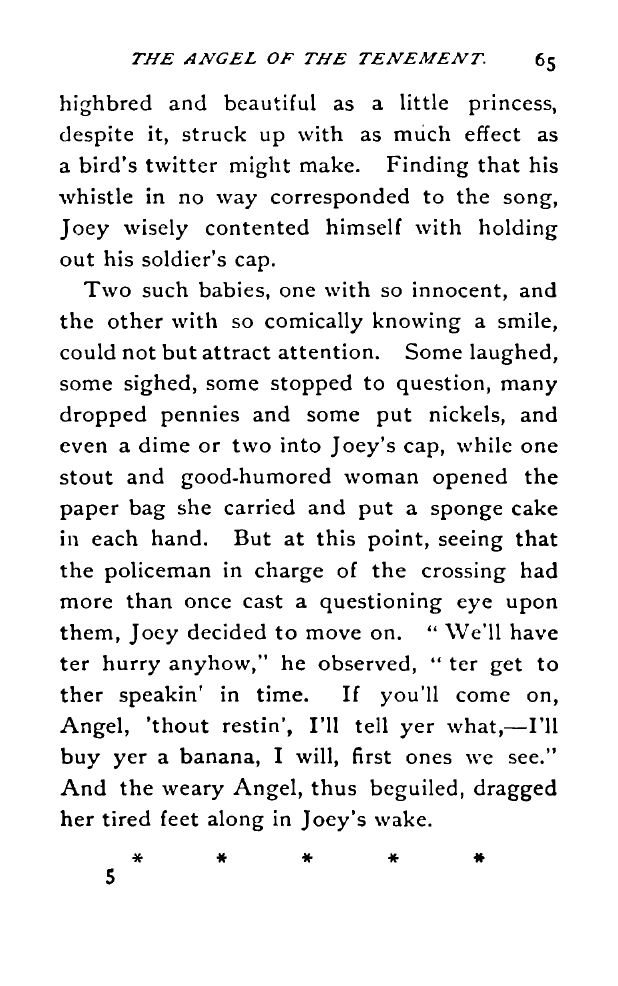 THE ANGEL OF THE TENEMENT. 65
highbred and beautiful as a little princess,
despite it, struck up with as much effect as
a bird's twitter might make. Finding that his
whistle in no way corresponded to the song,
Joey wisely contented himself with holding
out his soldier's cap.
Two such babies, one with so innocent, and
the other with so comically knowing a smile,
could not but attract attention. Some laughed,
some sighed, some stopped to question, many
dropped pennies and some put nickels, and
even a dime or two into Joey's cap, while one
stout and good-humored woman opened the
paper bag she carried and put a sponge cake
in each hand. But at this point, seeing that
the policeman in charge of the crossing had
more than once cast a questioning eye upon
them, Joey decided to move on. "We'll have
ter hurry anyhow," he observed, "ter get to
ther speakin' in time. If you'll come on,
Angel, 'thout restin', I'll tell yer what,—I'll
buy yer a banana, I will, first ones we see."
And the weary Angel, thus beguiled, dragged
her tired feet along in Joey's wake.
* * * * *
5